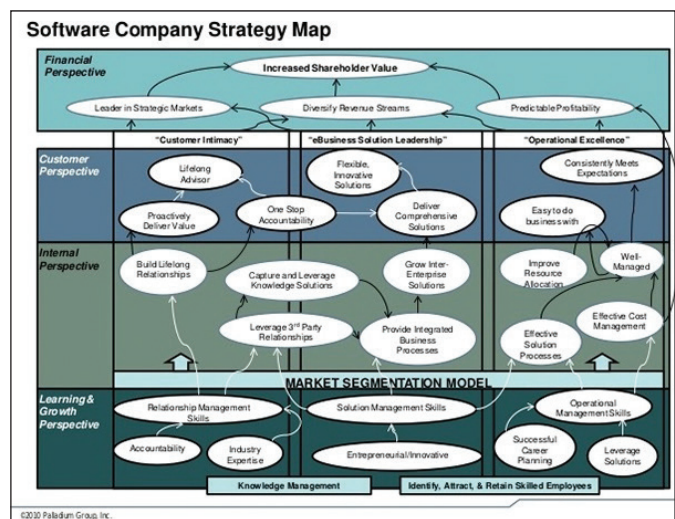 Software Company Strategy Map
Financial
Perspective
Increased Shareholder Value
Leader in Strategic Markets
Diversify Revenue Streams
Predictable Profitability
"Customer Intimacy"
"eBusiness Solution Leadership"
"Operational Excellence"
Customer
Perspective
Lifelong
Advisor
Flexible,
Innovative
Solutions
Consistently Meets
Expectations
Proactively
Deliver Value
One Stop
Accountability
Deliver
Comprehensive
Solutions
Easy to do
business with
Internal
Perspective
Build Lifelong
Relationships
Capture and Leverage
Knowledge Solutions
Grow Inter-
Enterprise
Solutions
Improve
Resource
Allocation
Well-
Managed
Leverage 3rd Party
Relationships
Provide Integrated
Business
Processes
Effective
Solution
Processes
Effective Cost
Management
MARKET SEGMENTATION MODEL
Learning &
Growth
Perspective
Relationship Management
Skills
Solution Management Skills
Operational
Management Skills
Accountability
Industry
Expertise
Entrepreneurial/Innovative
Successful
Career
Planning
Leverage
Solutions
Knowledge Management
Identify, Attract, & Retain Skilled Employees
©2010 Palladium Group, Inc.